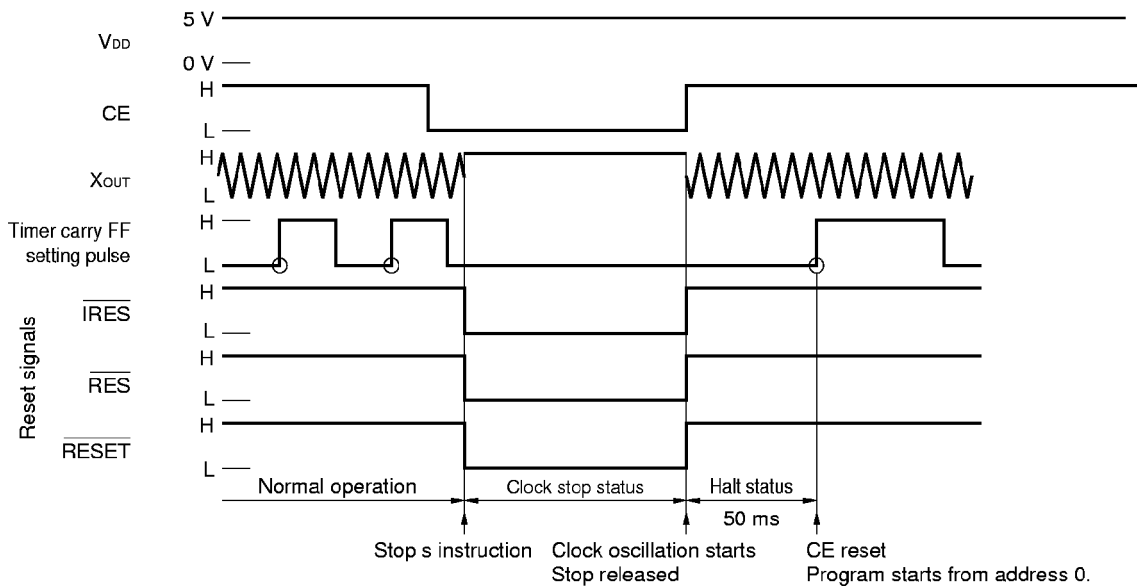 5 V
VDD
0 V
H
CE
L
H
XOUT
L
Timer carry FF
setting pulse
H
L
Reset signals
H
IRES
L
H
RES
L
H
RESET
L
Normal operation
Clock stop status
Halt status
50 ms
Stop s instruction
Clock oscillation starts
Stop released
CE reset
Program starts from address 0.